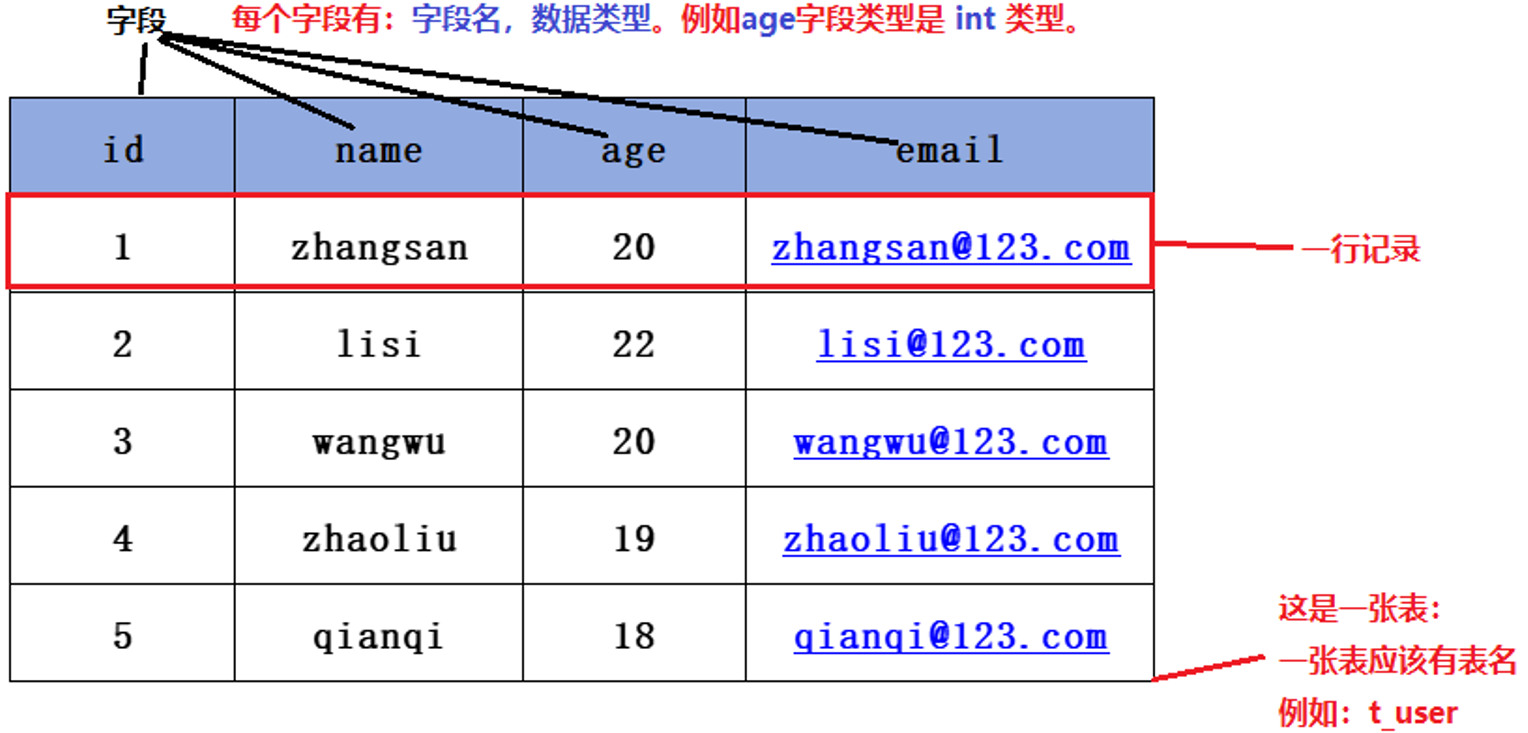 字段 每个字段有：字段名，数据类型。例如age字段类型是 int 类型。
id name age email
1 zhangsan 20 zhangsan@123.com
一行记录
2 lisi 22 lisi@123.com
3 wangwu 20 wangwu@123.com
4 zhaoliu 19 zhaoliu@123.com
5 qianqi 18 qianqi@123.com
这是一张表：
一张表应该有表名
例如：t_user